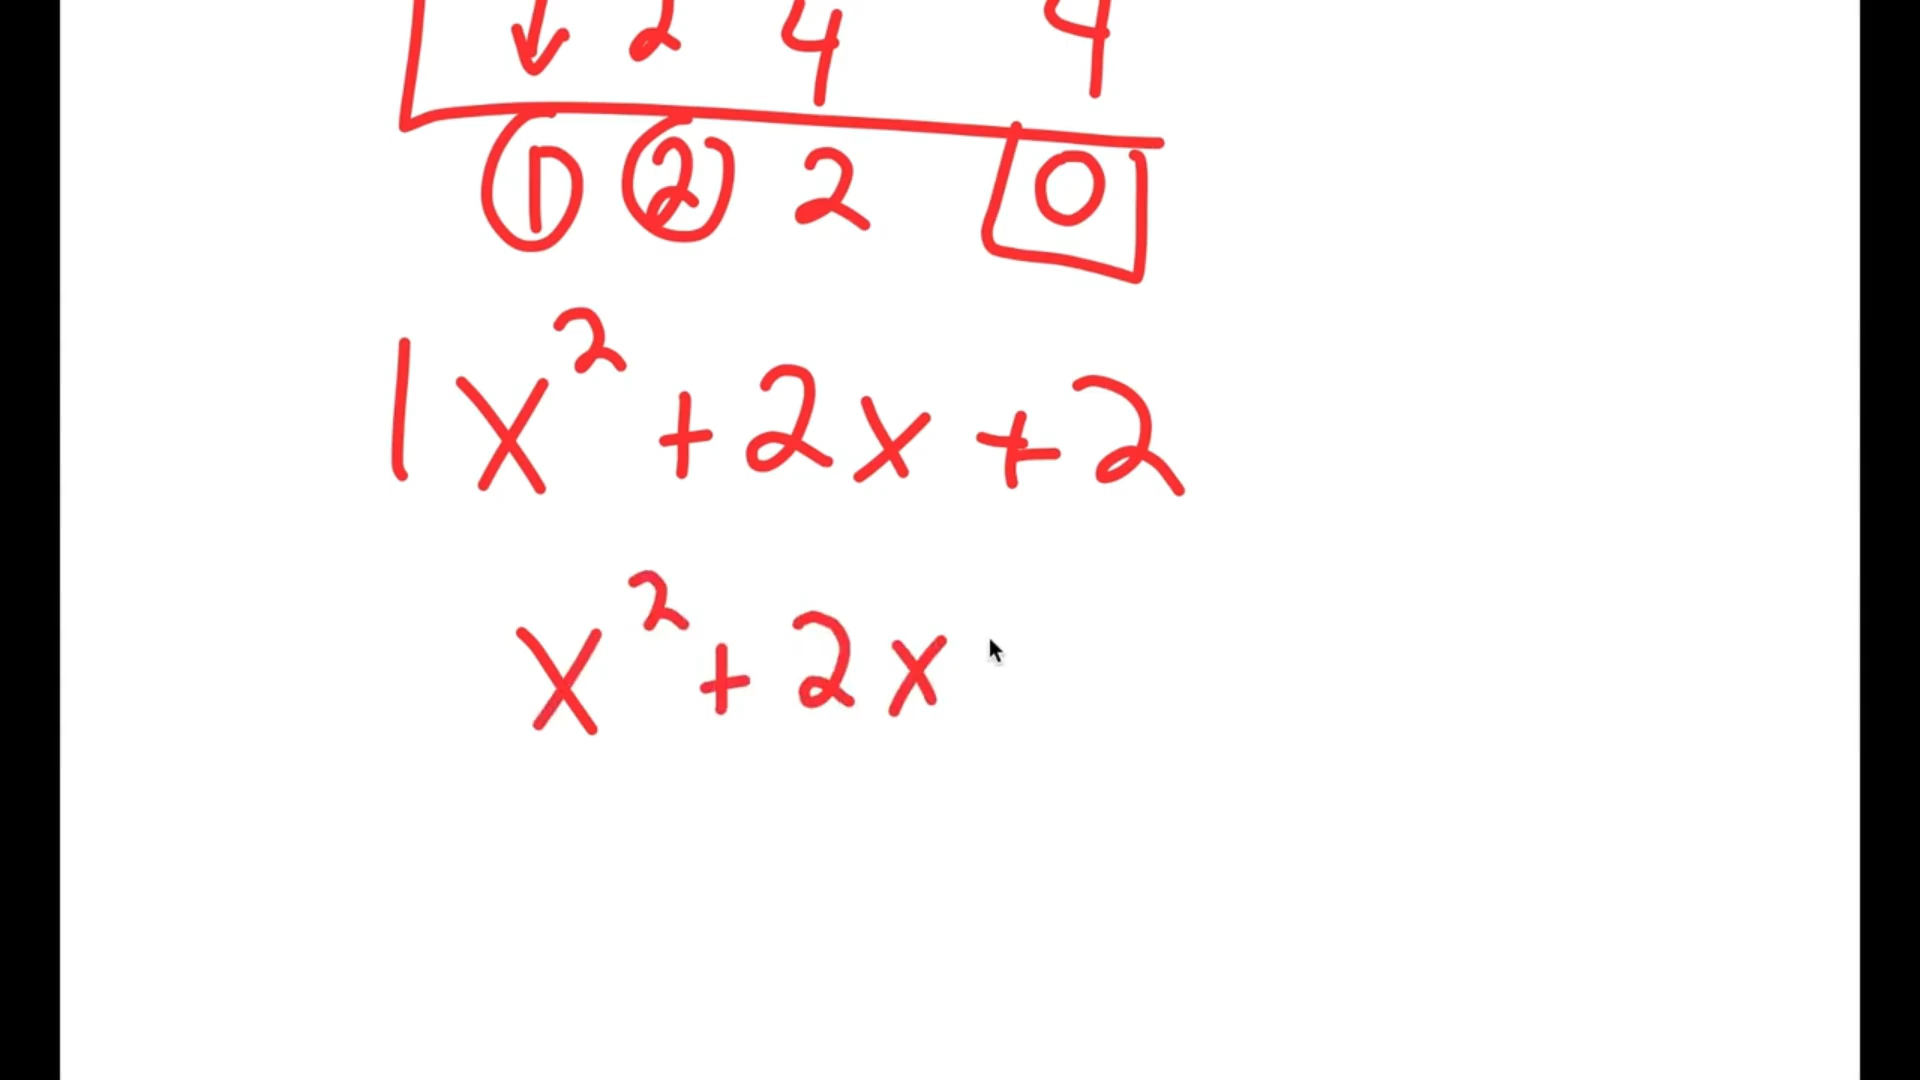 ↓ 2 4 4
1 2 2 0
1x² + 2x + 2
x² + 2x